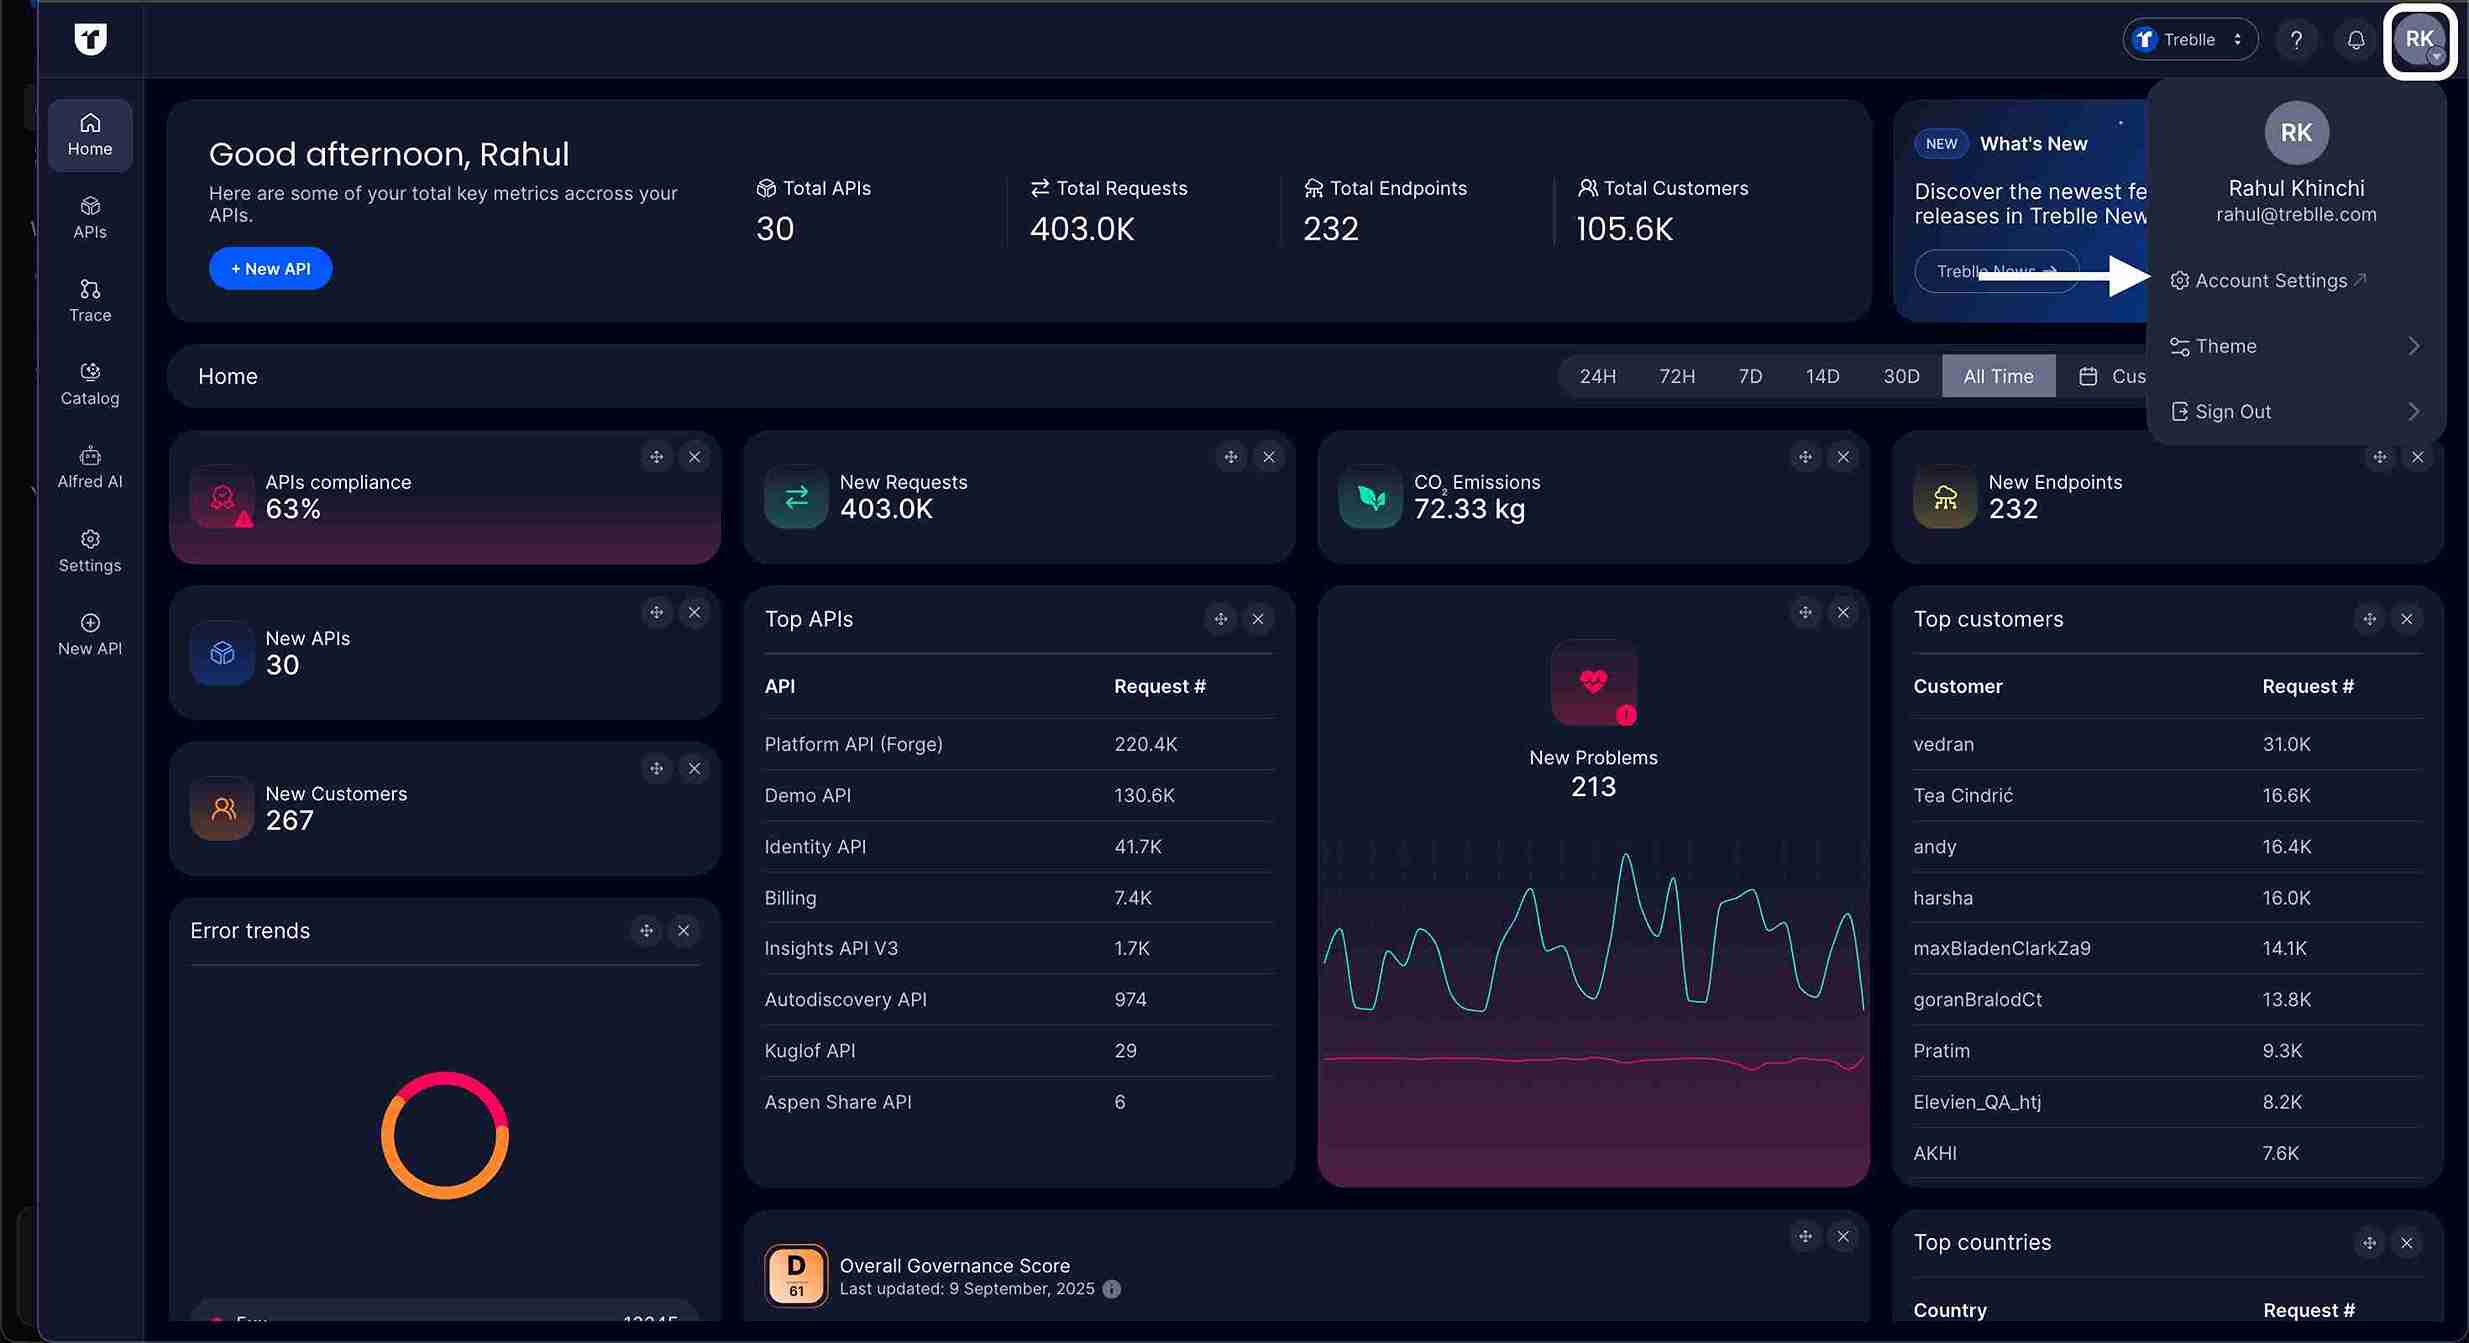 Treblle
?
RK
Home
APIs
Trace
Catalog
Alfred AI
Settings
New API
Good afternoon, Rahul
Here are some of your total key metrics accross your
APIs.
+ New API
Total APIs
30
Total Requests
403.0K
Total Endpoints
232
Total Customers
105.6K
NEW What's New
Discover the newest fe
releases in Treblle New
Treblle News →
RK
Rahul Khinchi
rahul@treblle.com
Account Settings
Theme
Sign Out
Home
24H 72H 7D 14D 30D All Time Cus
APIs compliance
63%
New Requests
403.0K
CO2 Emissions
72.33 kg
New Endpoints
232
New APIs
30
New Customers
267
Error trends
Top APIs
API Request #
Platform API (Forge) 220.4K
Demo API 130.6K
Identity API 41.7K
Billing 7.4K
Insights API V3 1.7K
Autodiscovery API 974
Kuglof API 29
Aspen Share API 6
New Problems
213
Top customers
Customer Request #
vedran 31.0K
Tea Cindrić 16.6K
andy 16.4K
harsha 16.0K
maxBladenClarkZa9 14.1K
goranBralodCt 13.8K
Pratim 9.3K
Elevien_QA_htj 8.2K
AKHI 7.6K
D
61
Overall Governance Score
Last updated: 9 September, 2025
Top countries
Country Request #